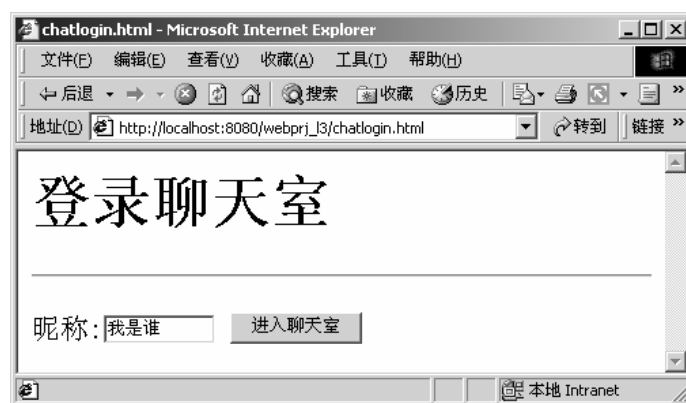 chatlogin.html - Microsoft Internet Explorer
文件(F) 编辑(E) 查看(V) 收藏(A) 工具(T) 帮助(H)
后退 搜索 收藏 历史 »
地址(D) http://localhost:8080/webprj_l3/chatlogin.html 转到 链接 »
登录聊天室
昵称: 我是谁 进入聊天室
本地 Intranet